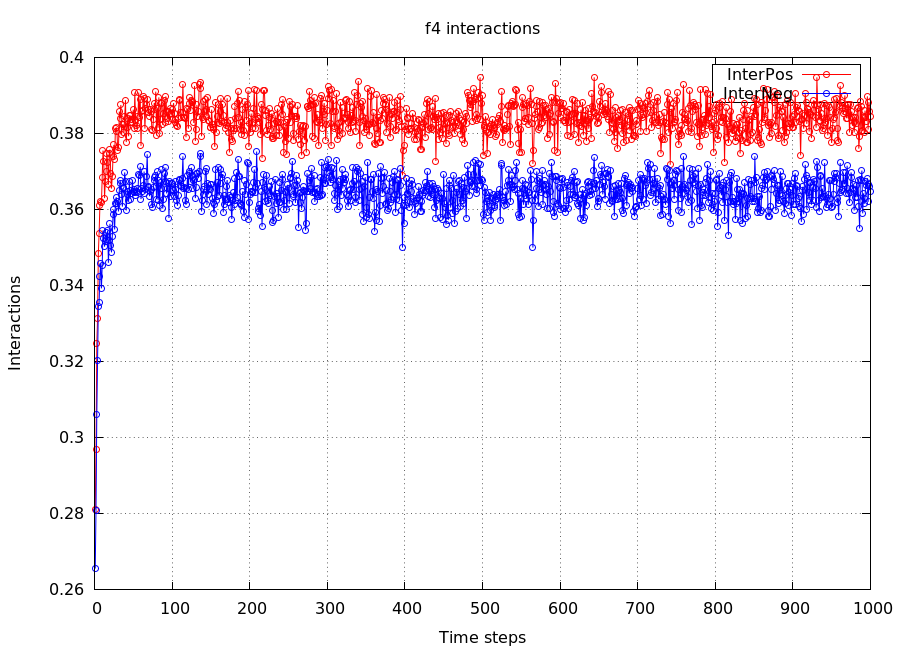 f4 interactions
InterPos
InterNeg
Interactions
0.4
0.38
0.36
0.34
0.32
0.3
0.28
0.26
0 100 200 300 400 500 600 700 800 900 1000
Time steps